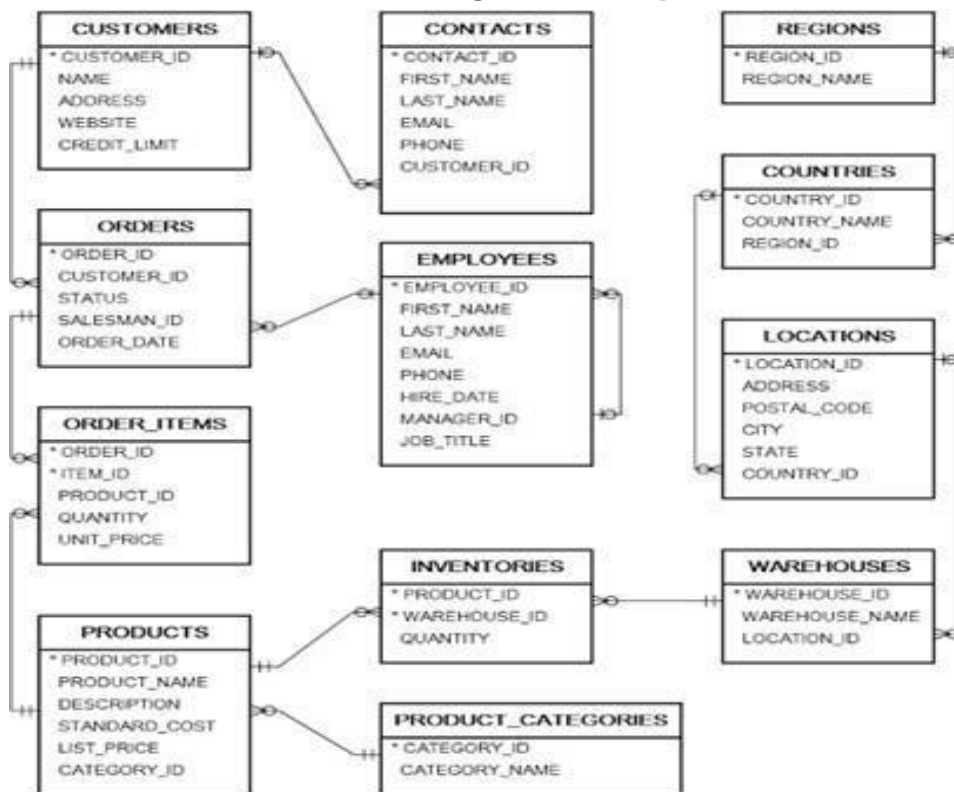 CUSTOMERS
* CUSTOMER_ID
NAME
ADDRESS
WEBSITE
CREDIT_LIMIT
CONTACTS
* CONTACT_ID
FIRST_NAME
LAST_NAME
EMAIL
PHONE
CUSTOMER_ID
REGIONS
* REGION_ID
REGION_NAME
COUNTRIES
* COUNTRY_ID
COUNTRY_NAME
REGION_ID
ORDERS
* ORDER_ID
CUSTOMER_ID
STATUS
SALESMAN_ID
ORDER_DATE
EMPLOYEES
* EMPLOYEE_ID
FIRST_NAME
LAST_NAME
EMAIL
PHONE
HIRE_DATE
MANAGER_ID
JOB_TITLE
LOCATIONS
* LOCATION_ID
ADDRESS
POSTAL_CODE
CITY
STATE
COUNTRY_ID
ORDER_ITEMS
* ORDER_ID
* ITEM_ID
PRODUCT_ID
QUANTITY
UNIT_PRICE
INVENTORIES
* PRODUCT_ID
* WAREHOUSE_ID
QUANTITY
WAREHOUSES
* WAREHOUSE_ID
WAREHOUSE_NAME
LOCATION_ID
PRODUCTS
* PRODUCT_ID
PRODUCT_NAME
DESCRIPTION
STANDARD_COST
LIST_PRICE
CATEGORY_ID
PRODUCT_CATEGORIES
* CATEGORY_ID
CATEGORY_NAME